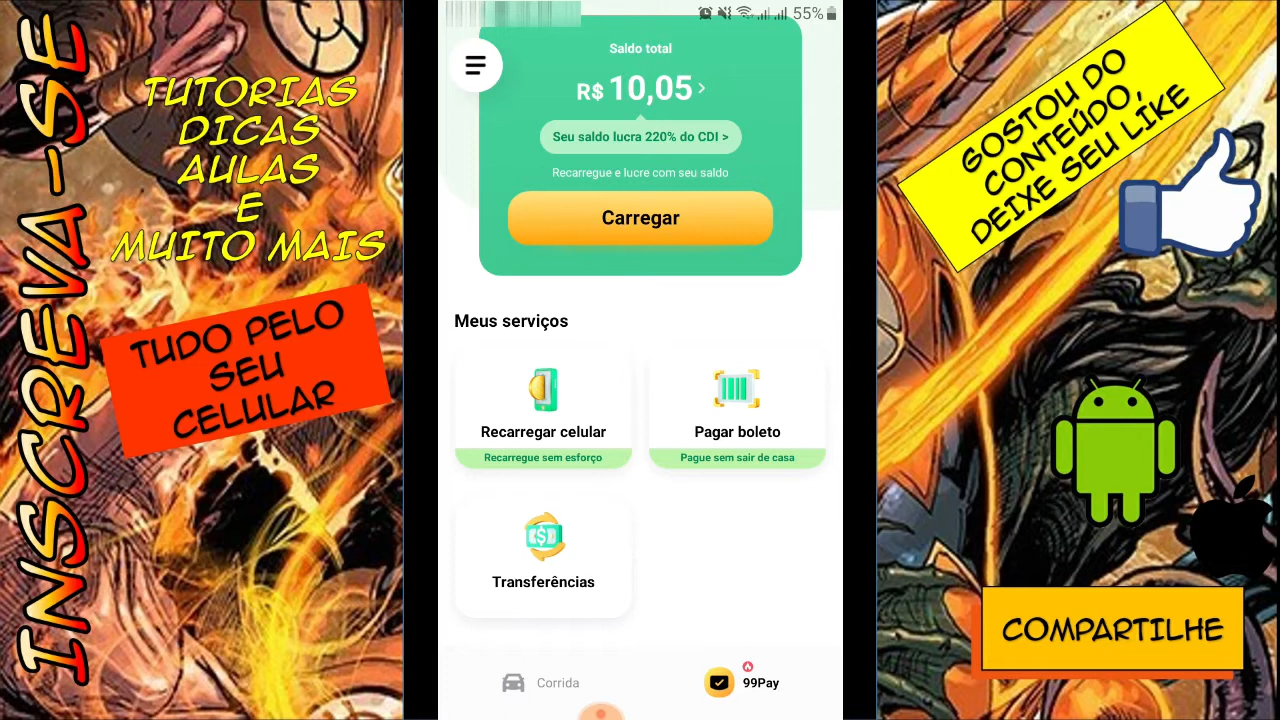 INSCREVA-SE
TUTORIAS
DICAS
AULAS
E
MUITO MAIS
TUDO PELO
SEU
CELULAR
55%
Saldo total
R$ 10,05 >
Seu saldo lucra 220% do CDI >
Recarregue e lucre com seu saldo
Carregar
Meus serviços
Recarregar celular
Recarregue sem esforço
Pagar boleto
Pague sem sair de casa
Transferências
Corrida
99Pay
GOSTOU DO
CONTEÚDO,
DEIXE SEU LIKE
COMPARTILHE